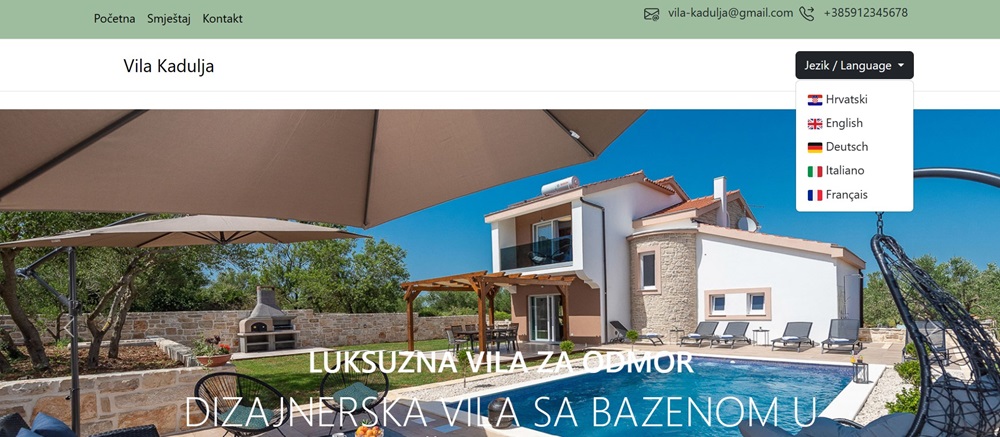 Početna Smještaj Kontakt
vila-kadulja@gmail.com +385912345678
Vila Kadulja
Jezik / Language
Hrvatski
English
Deutsch
Italiano
Français
LUKSUZNA VILA ZA ODMOR
DIZAJNERSKA VILA SA BAZENOM U